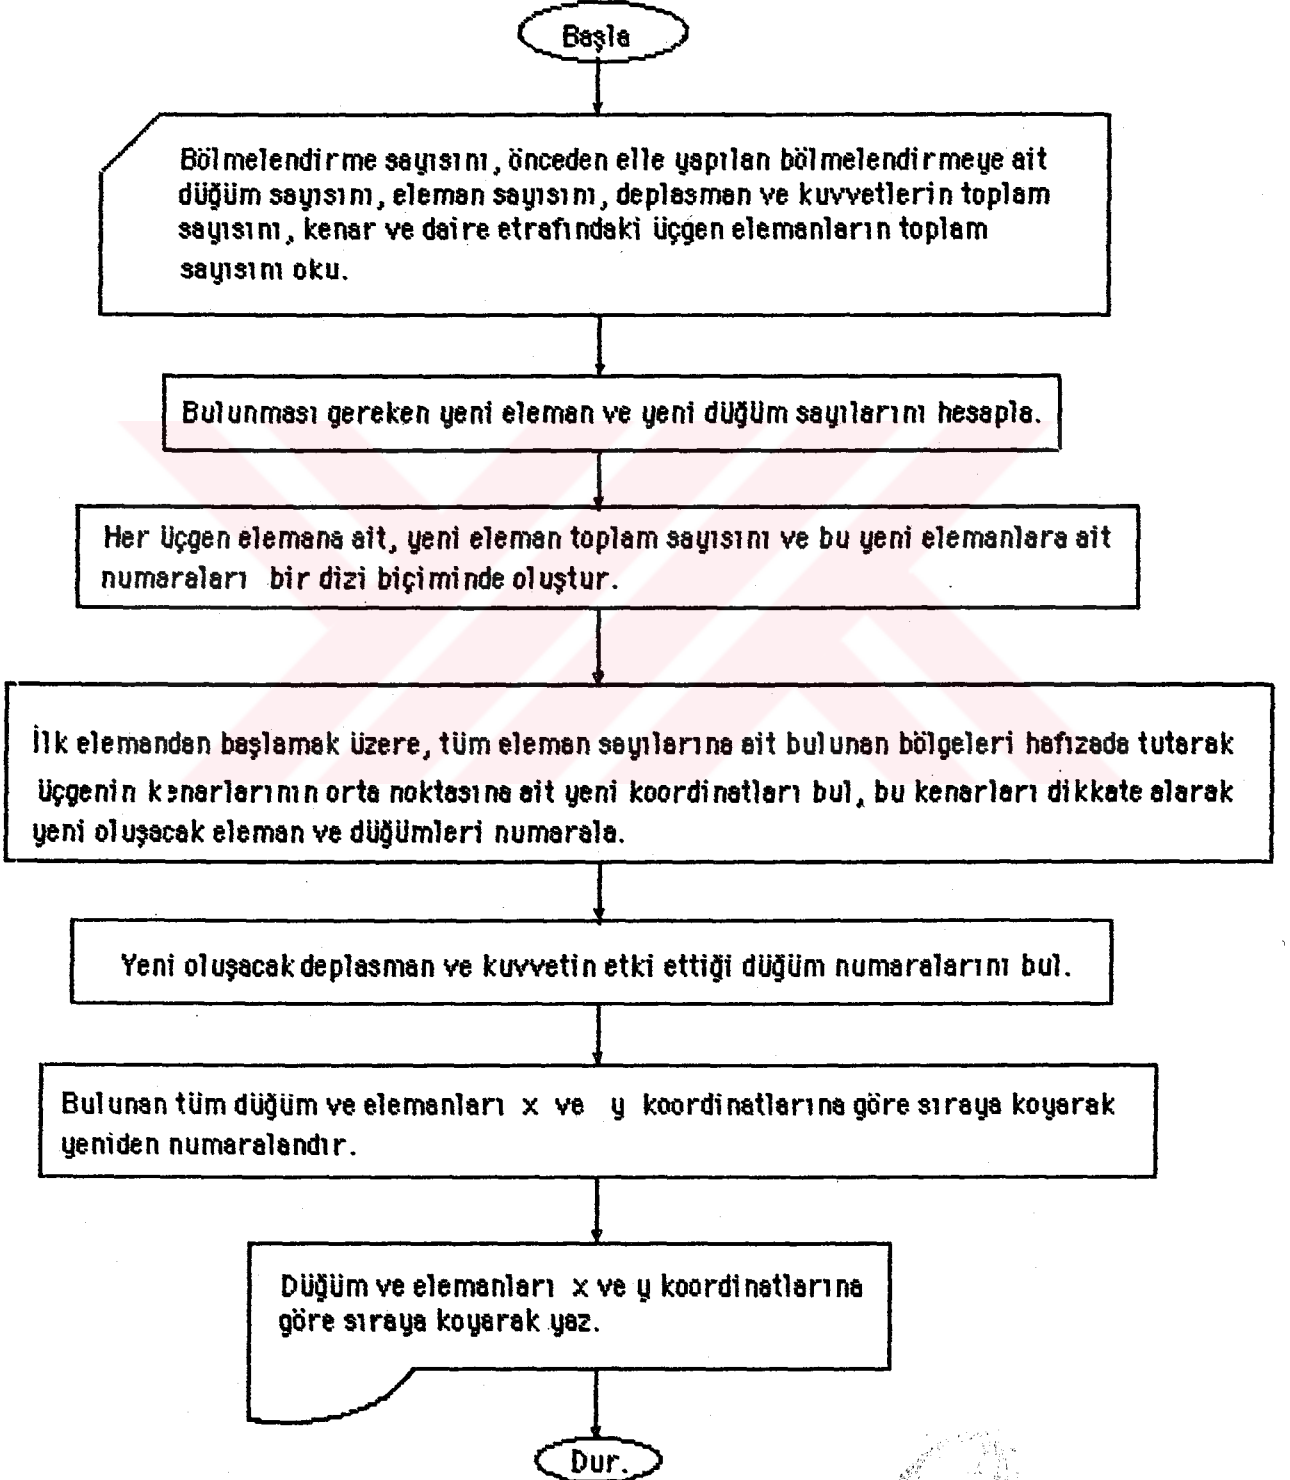 Başla
Bölmelendirme sayısını, önceden elle yapılan bölmelendirmeye ait
düğüm sayısını, eleman sayısını, deplasman ve kuvvetlerin toplam
sayısını, kenar ve daire etrafındaki üçgen elemanların toplam
sayısını oku.
Bulunması gereken yeni eleman ve yeni düğüm sayılarını hesapla.
Her üçgen elemana ait, yeni eleman toplam sayısını ve bu yeni elemanlara ait
numaraları bir dizi biçiminde oluştur.
İlk elemandan başlamak üzere, tüm eleman sayılarına ait bulunan bölgeleri hafızada tutarak
üçgenin kenarlarının orta noktasına ait yeni koordinatları bul, bu kenarları dikkate alarak
yeni oluşacak eleman ve düğümleri numarala.
Yeni oluşacak deplasman ve kuvvetin etki ettiği düğüm numaralarını bul.
Bulunan tüm düğüm ve elemanları x ve y koordinatlarına göre sıraya koyarak
yeniden numaralandır.
Düğüm ve elemanları x ve y koordinatlarına
göre sıraya koyarak yaz.
Dur.